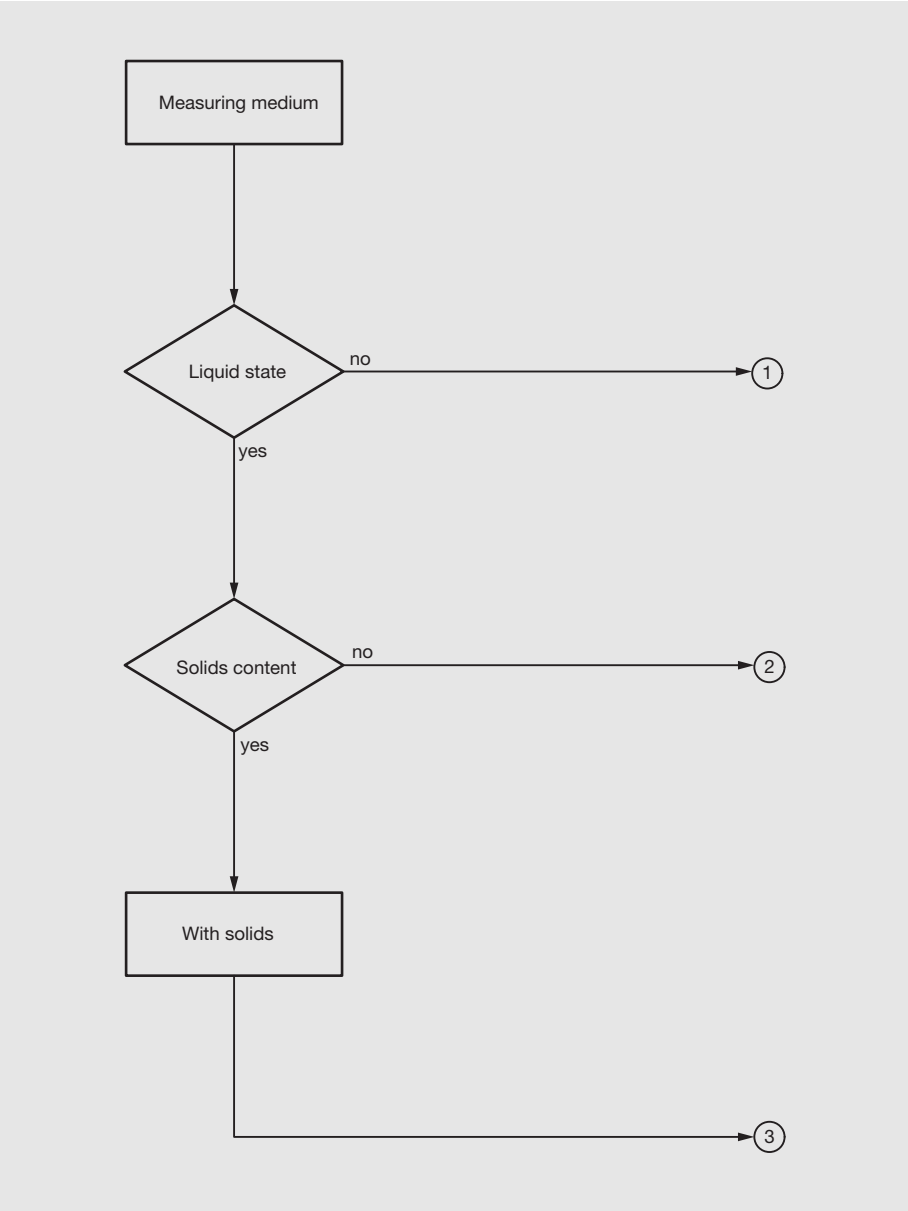 Measuring medium
Liquid state
no
1
yes
Solids content
no
2
yes
With solids
3